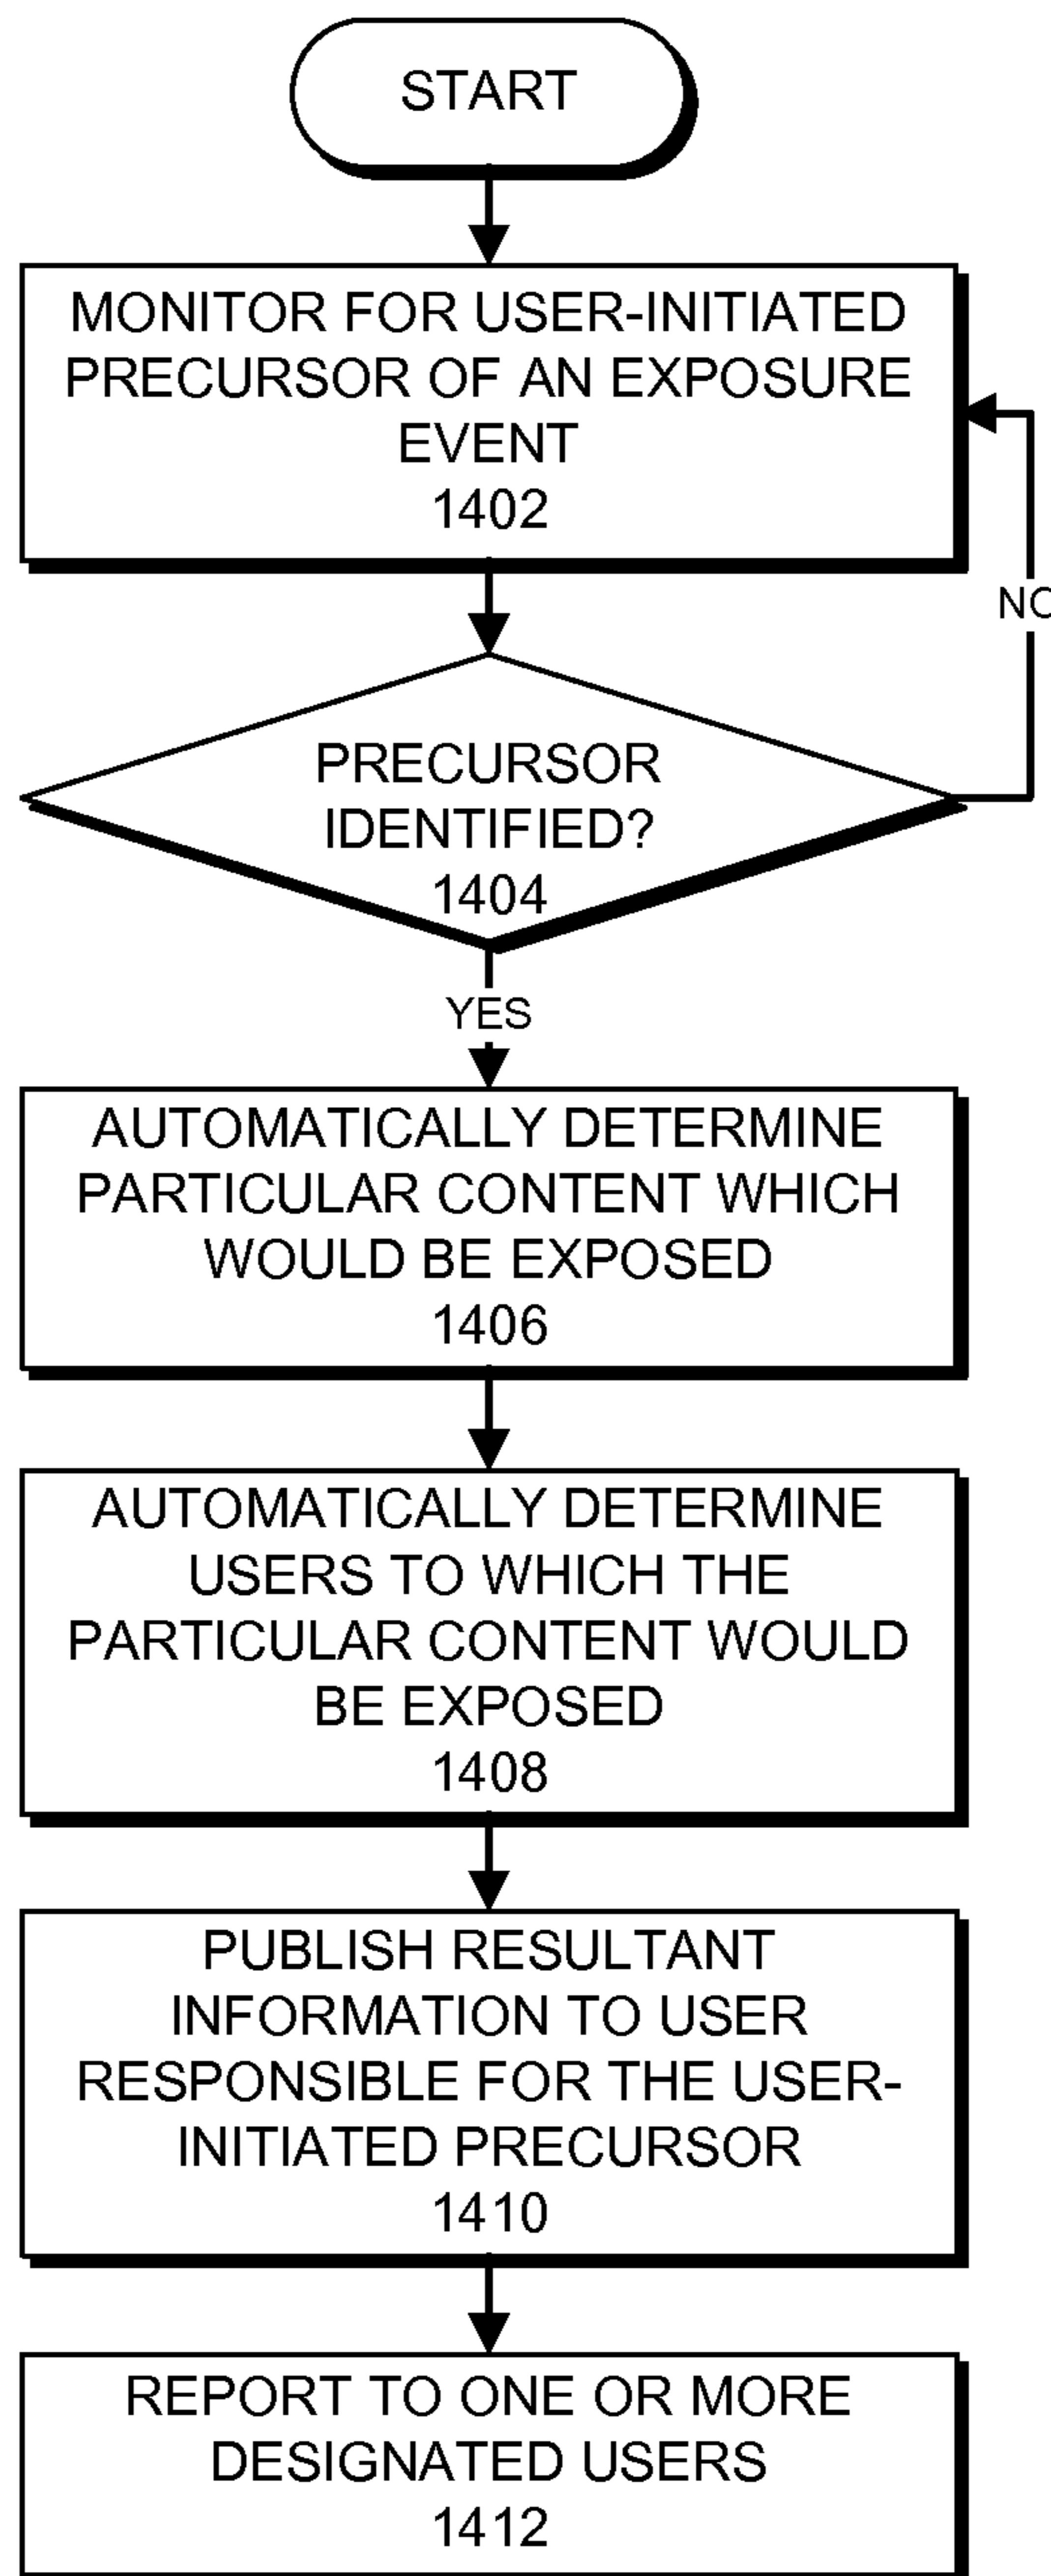 START
MONITOR FOR USER-INITIATED
PRECURSOR OF AN EXPOSURE
EVENT
1402
NO
PRECURSOR
IDENTIFIED?
1404
YES
AUTOMATICALLY DETERMINE
PARTICULAR CONTENT WHICH
WOULD BE EXPOSED
1406
AUTOMATICALLY DETERMINE
USERS TO WHICH THE
PARTICULAR CONTENT WOULD
BE EXPOSED
1408
PUBLISH RESULTANT
INFORMATION TO USER
RESPONSIBLE FOR THE USER-
INITIATED PRECURSOR
1410
REPORT TO ONE OR MORE
DESIGNATED USERS
1412